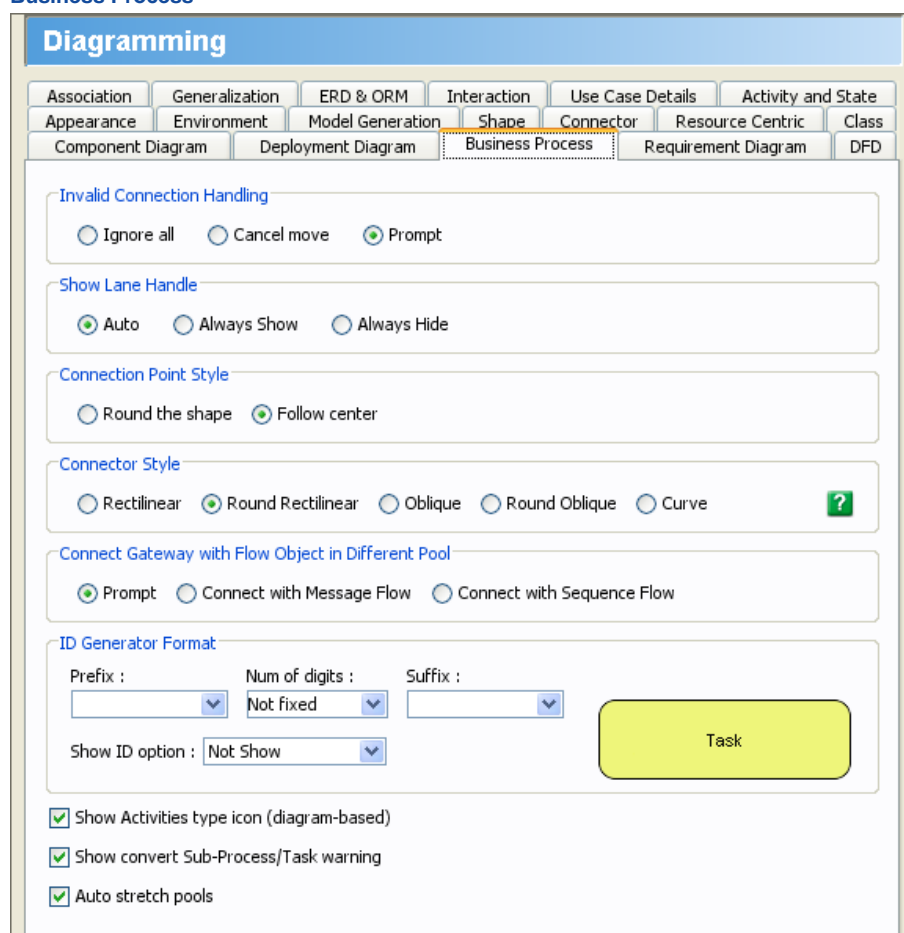 Business Process
Diagramming
Association Generalization ERD & ORM Interaction Use Case Details Activity and State
Appearance Environment Model Generation Shape Connector Resource Centric Class
Component Diagram Deployment Diagram Business Process Requirement Diagram DFD
Invalid Connection Handling
Ignore all Cancel move Prompt
Show Lane Handle
Auto Always Show Always Hide
Connection Point Style
Round the shape Follow center
Connector Style
Rectilinear Round Rectilinear Oblique Round Oblique Curve ?
Connect Gateway with Flow Object in Different Pool
Prompt Connect with Message Flow Connect with Sequence Flow
ID Generator Format
Prefix : Num of digits : Suffix :
Not fixed
Task
Show ID option : Not Show
Show Activities type icon (diagram-based)
Show convert Sub-Process/Task warning
Auto stretch pools